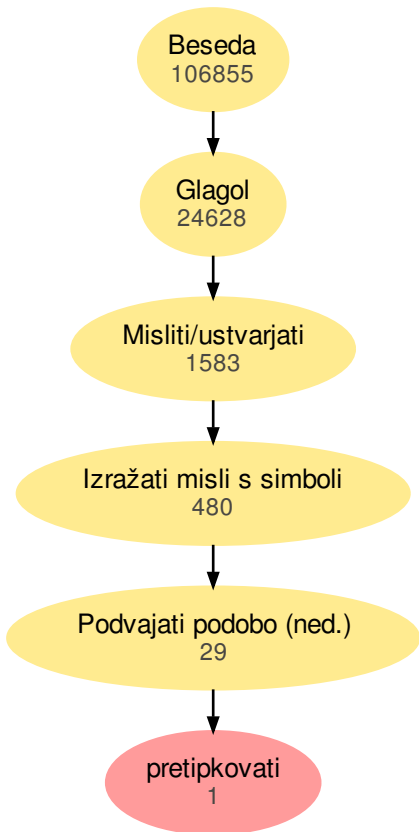 Beseda
106855
Glagol
24628
Misliti/ustvarjati
1583
Izražati misli s simboli
480
Podvajati podobo (ned.)
29
pretipkovati
1